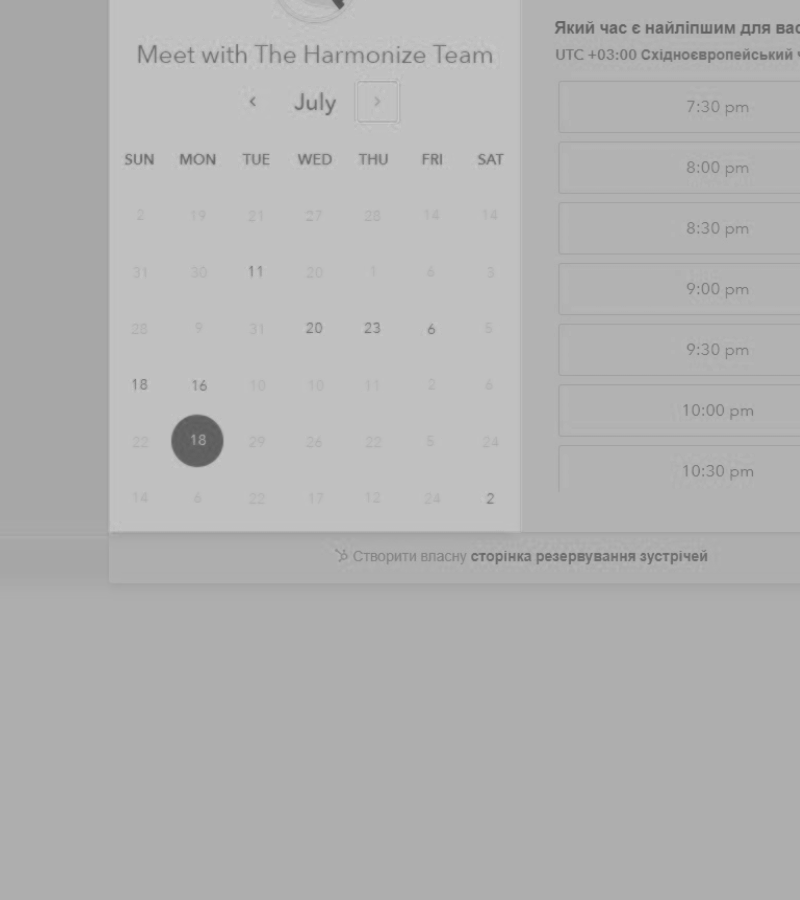 Meet with The Harmonize Team
July
SUN MON TUE WED THU FRI SAT
2 19 21 27 28 14 14
31 30 11 20 1 6 3
28 9 31 20 23 6 5
18 16 10 10 11 2 6
22 18 29 26 22 5 24
14 6 22 17 12 24 2
Який час є найліпшим для вас
UTC +03:00 Східноєвропейський ч
7:30 pm
8:00 pm
8:30 pm
9:00 pm
9:30 pm
10:00 pm
10:30 pm
Створити власну сторінка резервування зустрічей